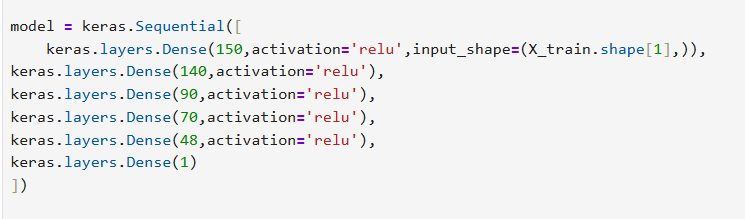 model = keras.Sequential([
    keras.layers.Dense(150,activation='relu',input_shape=(X_train.shape[1],)),
keras.layers.Dense(140,activation='relu'),
keras.layers.Dense(90,activation='relu'),
keras.layers.Dense(70,activation='relu'),
keras.layers.Dense(48,activation='relu'),
keras.layers.Dense(1)
])